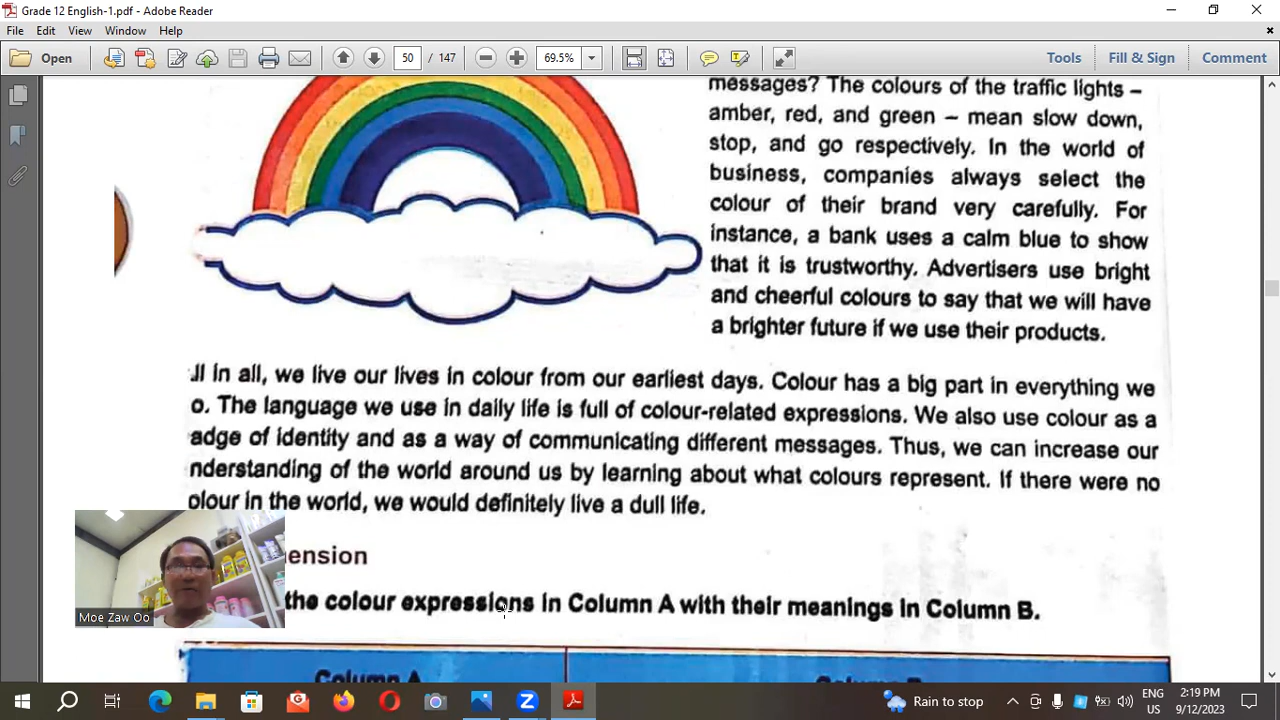 Grade 12 English-1.pdf - Adobe Reader
File Edit View Window Help
Open 50 / 147 69.5% Tools Fill & Sign Comment
messages? The colours of the traffic lights –
amber, red, and green – mean slow down,
stop, and go respectively. In the world of
business, companies always select the
colour of their brand very carefully. For
instance, a bank uses a calm blue to show
that it is trustworthy. Advertisers use bright
and cheerful colours to say that we will have
a brighter future if we use their products.
ll in all, we live our lives in colour from our earliest days. Colour has a big part in everything we
o. The language we use in daily life is full of colour-related expressions. We also use colour as a
adge of identity and as a way of communicating different messages. Thus, we can increase our
nderstanding of the world around us by learning about what colours represent. If there were no
olour in the world, we would definitely live a dull life.
ension
the colour expressions in Column A with their meanings in Column B.
Column A
Moe Zaw Oo
Rain to stop
ENG
US
2:19 PM
9/12/2023